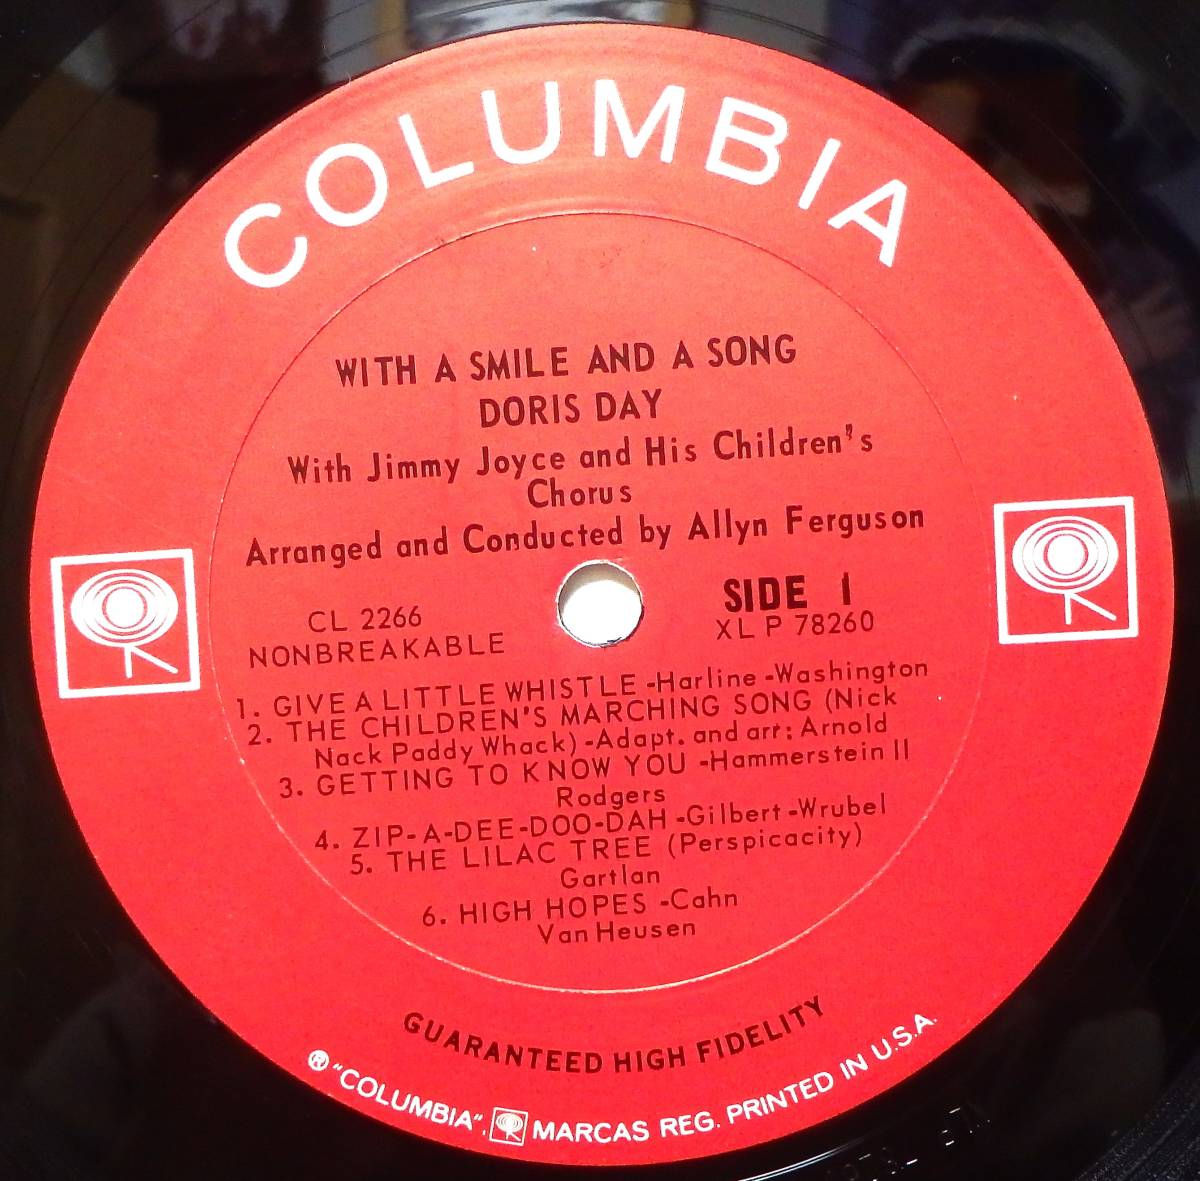 COLUMBIA
WITH A SMILE AND A SONG
DORIS DAY
With Jimmy Joyce and His Children's
Chorus
Arranged and Conducted by Allyn Ferguson
CL 2266
NONBREAKABLE
SIDE 1
XLP 78260
1. GIVE A LITTLE WHISTLE -Harline -Washington
2. THE CHILDREN'S MARCHING SONG (Nick
Nack Paddy Whack) -Adapt. and arr: Arnold
3. GETTING TO KNOW YOU -Hammerstein II
Rodgers
4. ZIP-A-DEE-DOO-DAH -Gilbert -Wrubel
5. THE LILAC TREE (Perspicacity)
Gartlan
6. HIGH HOPES -Cahn
Van Heusen
GUARANTEED HIGH FIDELITY
® "COLUMBIA", MARCAS REG. PRINTED IN U.S.A.